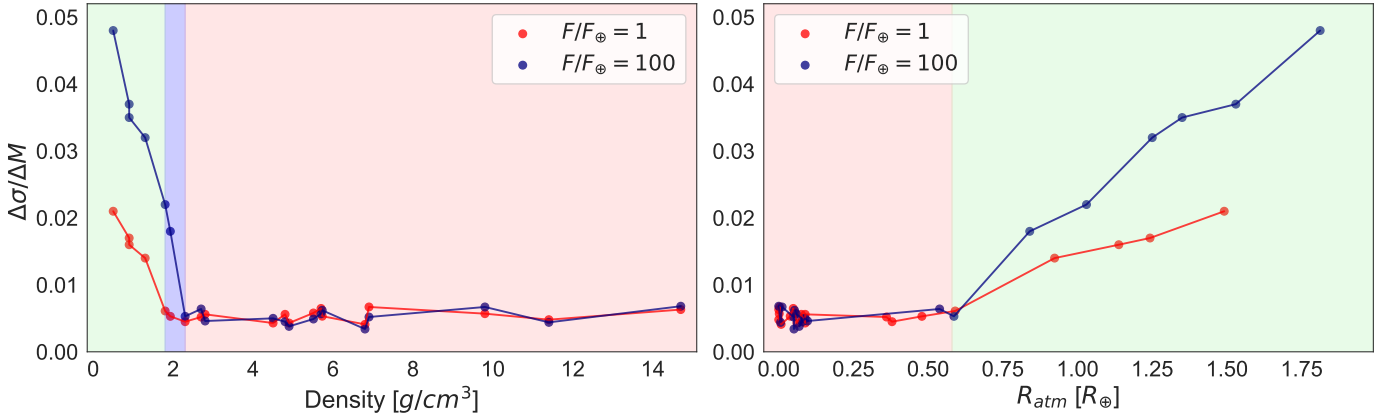 0.05
0.04
0.03
0.02
0.01
0.00
Δσ/ΔM
0 2 4 6 8 10 12 14
Density [g/cm³]
F/F⊕ = 1
F/F⊕ = 100
0.05
0.04
0.03
0.02
0.01
0.00
0.00 0.25 0.50 0.75 1.00 1.25 1.50 1.75
R_atm [R⊕]
F/F⊕ = 1
F/F⊕ = 100